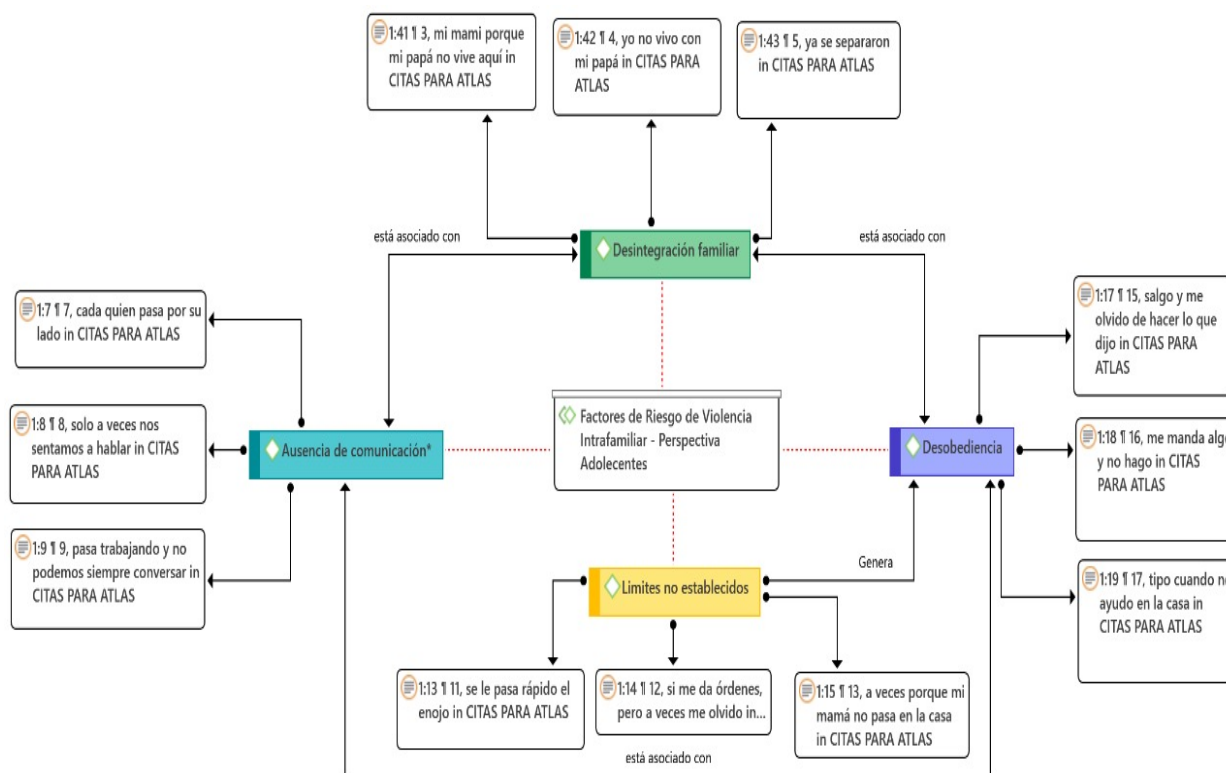 1:41 ¶ 3, mi mami porque
mi papá no vive aquí in
CITAS PARA ATLAS
1:42 ¶ 4, yo no vivo con
mi papá in CITAS PARA
ATLAS
1:43 ¶ 5, ya se separaron
in CITAS PARA ATLAS
está asociado con
está asociado con
Desintegración familiar
1:7 ¶ 7, cada quien pasa por su
lado in CITAS PARA ATLAS
1:8 ¶ 8, solo a veces nos
sentamos a hablar in CITAS
PARA ATLAS
1:9 ¶ 9, pasa trabajando y no
podemos siempre conversar in
CITAS PARA ATLAS
Ausencia de comunicación*
Factores de Riesgo de Violencia
Intrafamiliar - Perspectiva
Adolecentes
Desobediencia
1:17 ¶ 15, salgo y me
olvido de hacer lo que
dijo in CITAS PARA
ATLAS
1:18 ¶ 16, me manda algo
y no hago in CITAS
PARA ATLAS
1:19 ¶ 17, tipo cuando no
ayudo en la casa in
CITAS PARA ATLAS
Genera
Limites no establecidos
1:13 ¶ 11, se le pasa rápido el
enojo in CITAS PARA ATLAS
1:14 ¶ 12, si me da órdenes,
pero a veces me olvido in...
1:15 ¶ 13, a veces porque mi
mamá no pasa en la casa
in CITAS PARA ATLAS
está asociado con